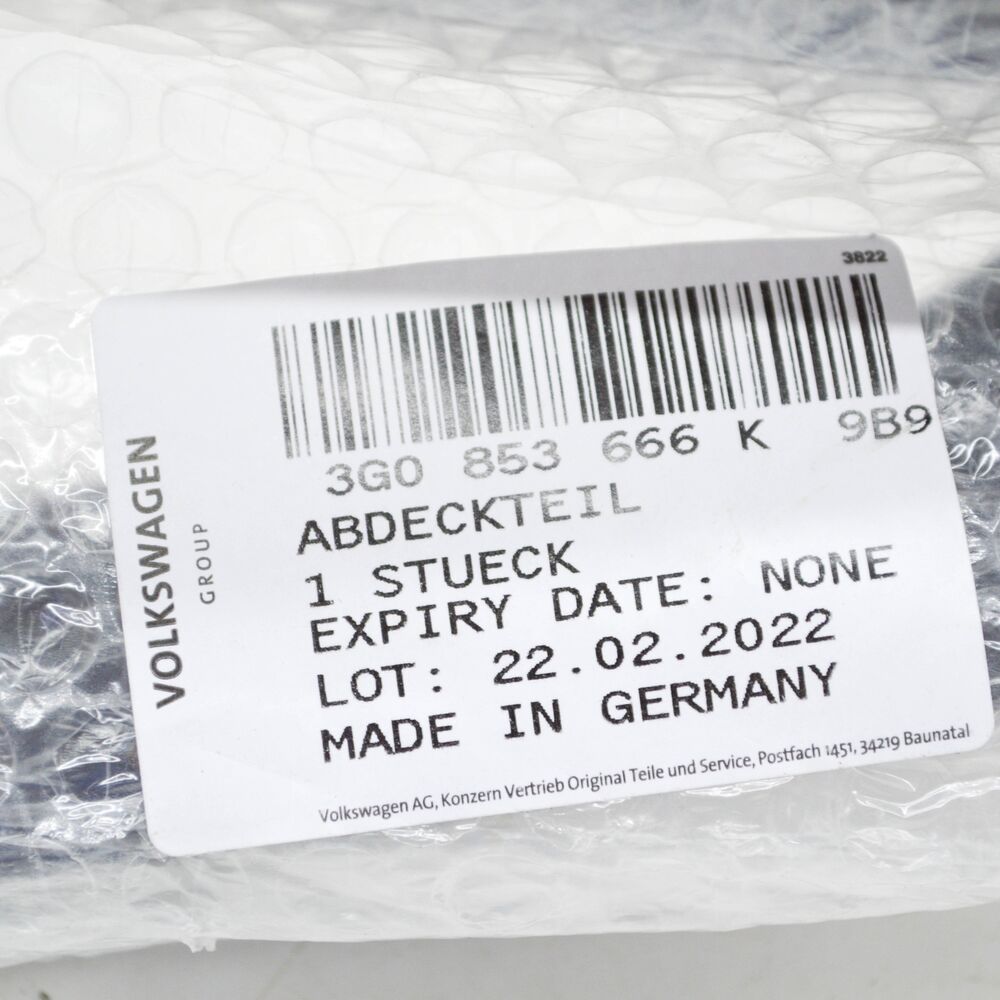 3822
VOLKSWAGEN
GROUP
3G0 853 666 K 9B9
ABDECKTEIL
1 STUECK
EXPIRY DATE: NONE
LOT: 22.02.2022
MADE IN GERMANY
Volkswagen AG, Konzern Vertrieb Original Teile und Service, Postfach 1451, 34219 Baunatal